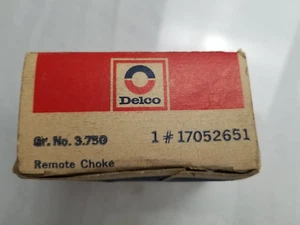 Delco
Gr. No. 3.750 1 # 17052651
Remote Choke